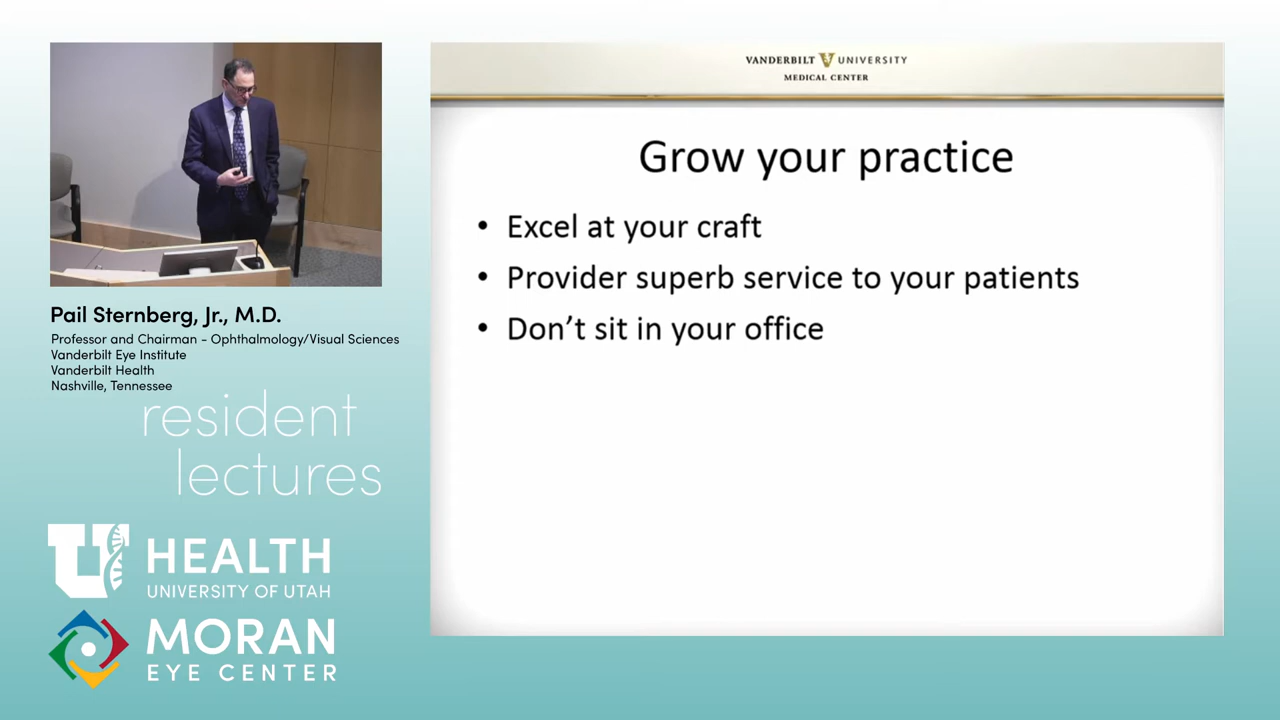 VANDERBILT V UNIVERSITY
MEDICAL CENTER
Grow your practice
• Excel at your craft
• Provider superb service to your patients
• Don't sit in your office
Pail Sternberg, Jr., M.D.
Professor and Chairman - Ophthalmology/Visual Sciences
Vanderbilt Eye Institute
Vanderbilt Health
Nashville, Tennessee
resident
lectures
U HEALTH
UNIVERSITY OF UTAH
MORAN
EYE CENTER